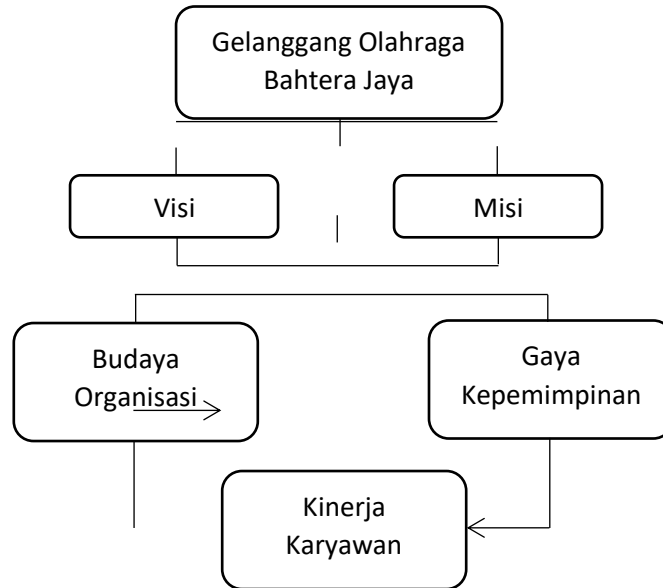 Gelanggang Olahraga
Bahtera Jaya
Visi
Misi
Budaya
Organisasi
Gaya
Kepemimpinan
Kinerja
Karyawan